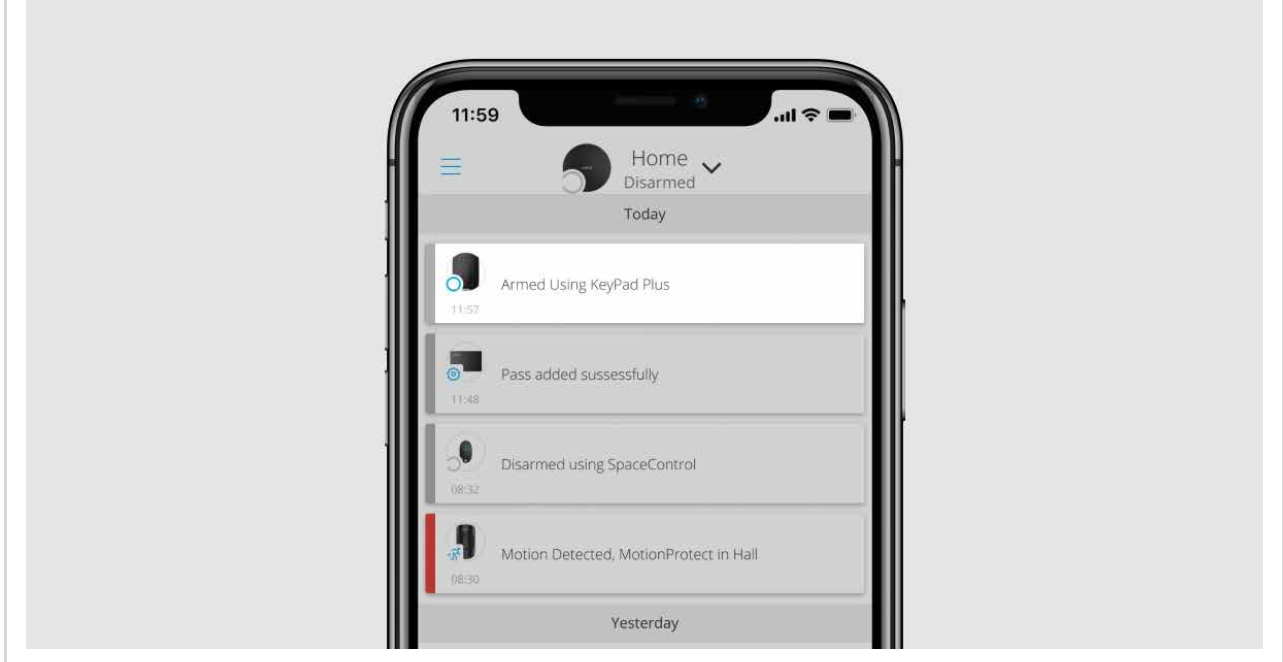 11:59
Home
Disarmed
Today
Armed Using KeyPad Plus
11:57
Pass added sussessfully
11:48
Disarmed using SpaceControl
08:32
Motion Detected, MotionProtect in Hall
08:30
Yesterday